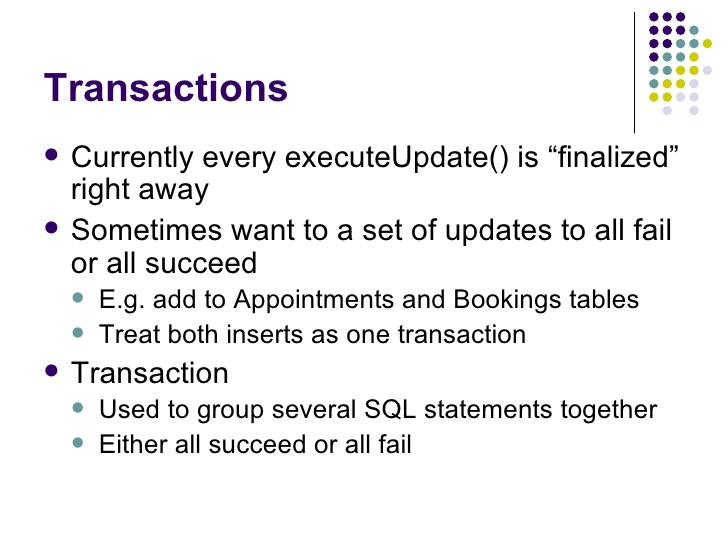 Transactions
Currently every executeUpdate() is “finalized”
right away
Sometimes want to a set of updates to all fail
or all succeed
E.g. add to Appointments and Bookings tables
Treat both inserts as one transaction
Transaction
Used to group several SQL statements together
Either all succeed or all fail